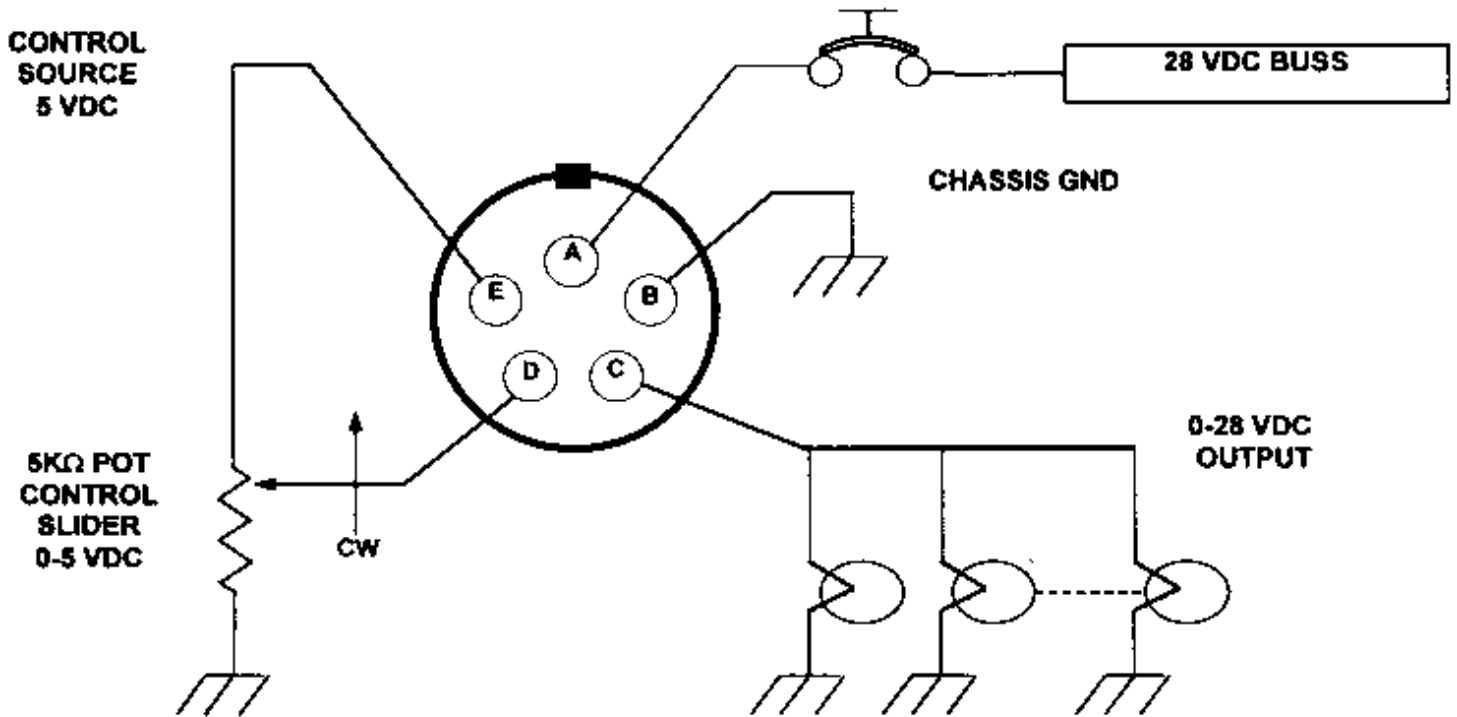 CONTROL
SOURCE
5 VDC
28 VDC BUSS
CHASSIS GND
A
E
B
D
C
0-28 VDC
OUTPUT
5KΩ POT
CONTROL
SLIDER
0-5 VDC
CW